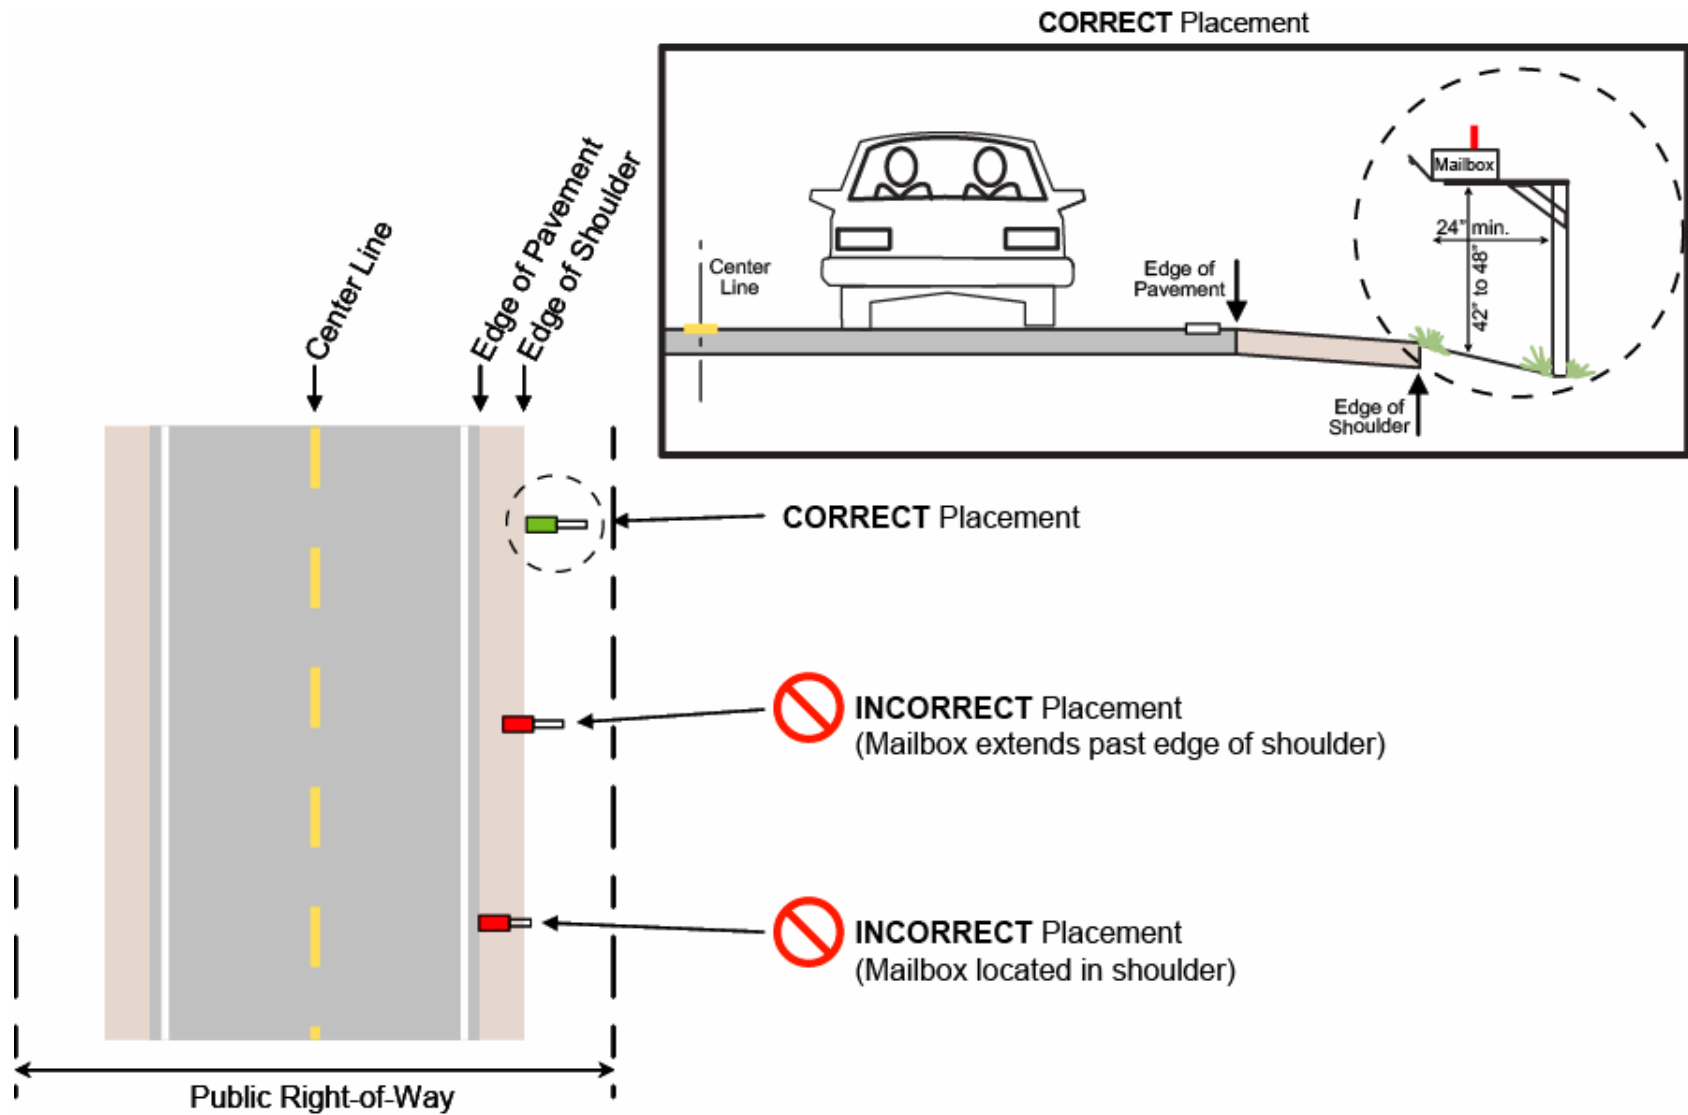 CORRECT Placement
Center Line
Edge of Pavement
Edge of Shoulder
Center
Line
Edge of
Pavement
Mailbox
24” min.
42” to 48”
Edge of
Shoulder
CORRECT Placement
INCORRECT Placement
(Mailbox extends past edge of shoulder)
INCORRECT Placement
(Mailbox located in shoulder)
Public Right-of-Way